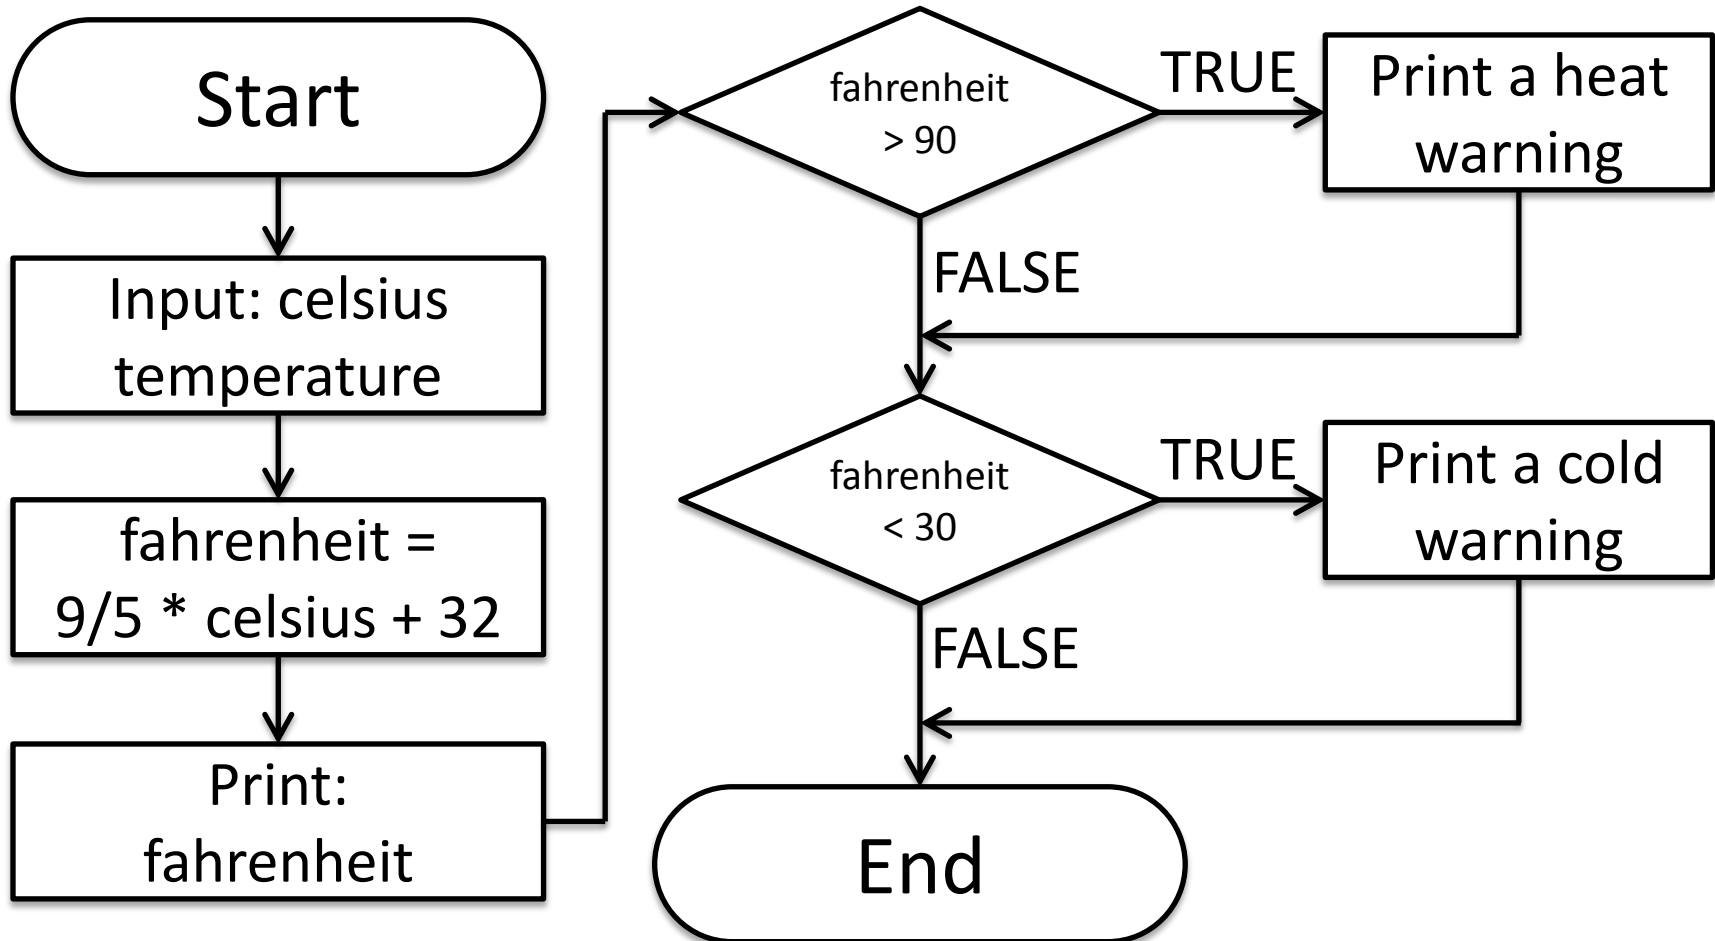 Start
Input: celsius
temperature
fahrenheit =
9/5 * celsius + 32
Print:
fahrenheit
fahrenheit
> 90
TRUE
Print a heat
warning
FALSE
fahrenheit
< 30
TRUE
Print a cold
warning
FALSE
End